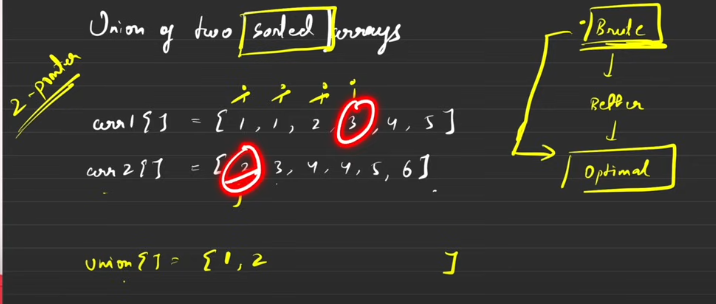 Union of two sorted arrays
Brute
2-pointer
Better
Optimal
i i i i
arr1[] = [ 1, 1, 2, 3, 4, 5 ]
arr2[] = [ 2, 3, 4, 4, 5, 6 ]
j
union[] = [ 1, 2 ]